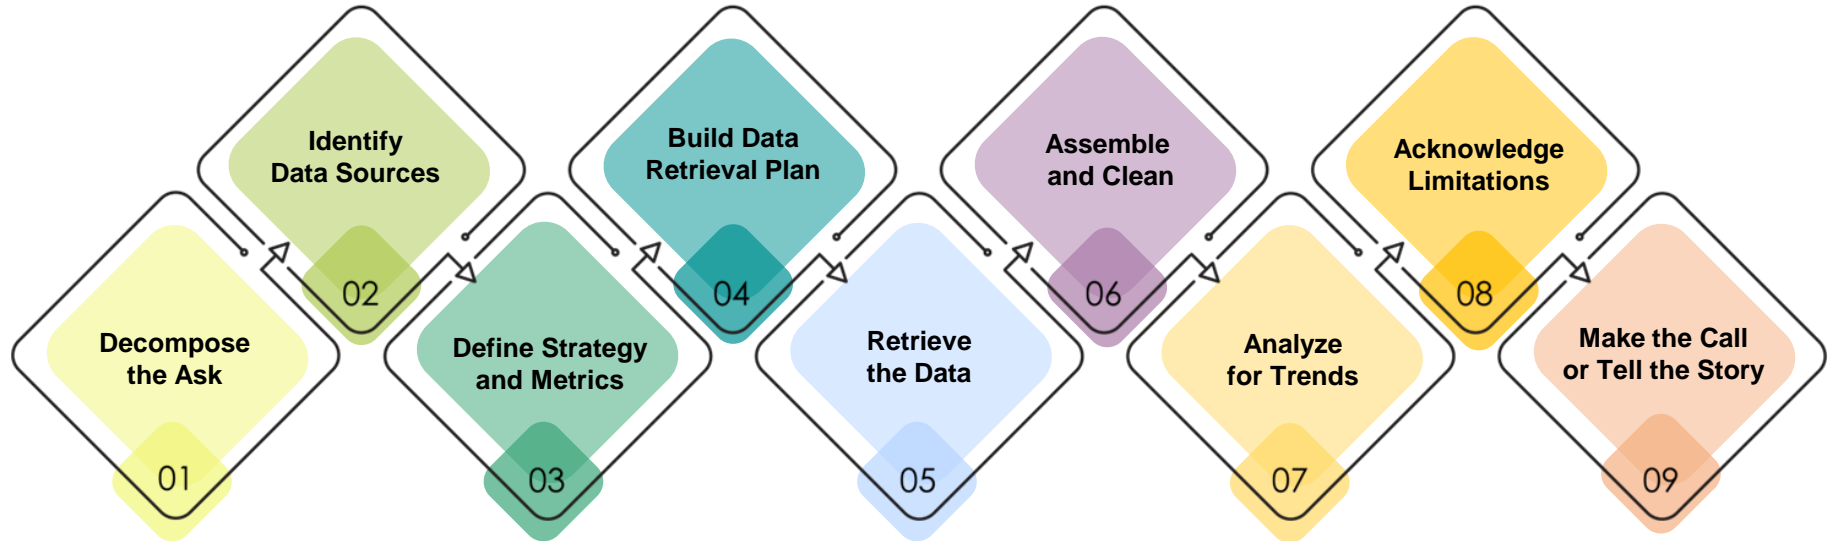 Decompose
the Ask
01
Identify
Data Sources
02
Define Strategy
and Metrics
03
Build Data
Retrieval Plan
04
Retrieve
the Data
05
Assemble
and Clean
06
Analyze
for Trends
07
Acknowledge
Limitations
08
Make the Call
or Tell the Story
09